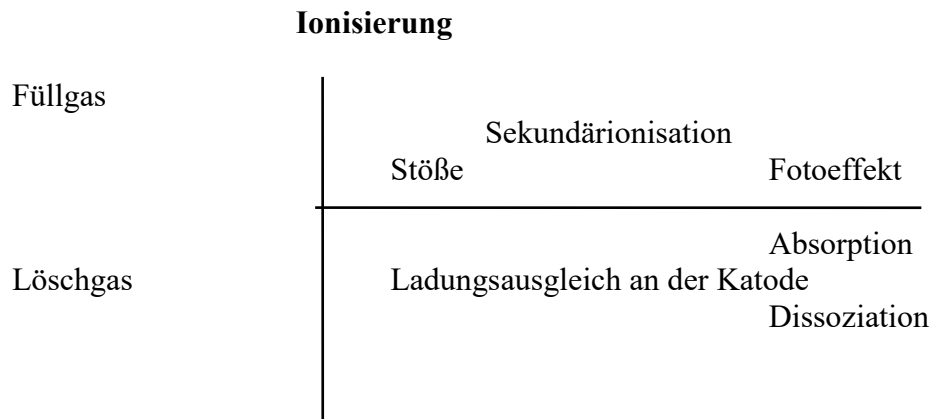 Ionisierung
Füllgas
Sekundärionisation
Stöße Fotoeffekt
Absorption
Löschgas Ladungsausgleich an der Katode
Dissoziation